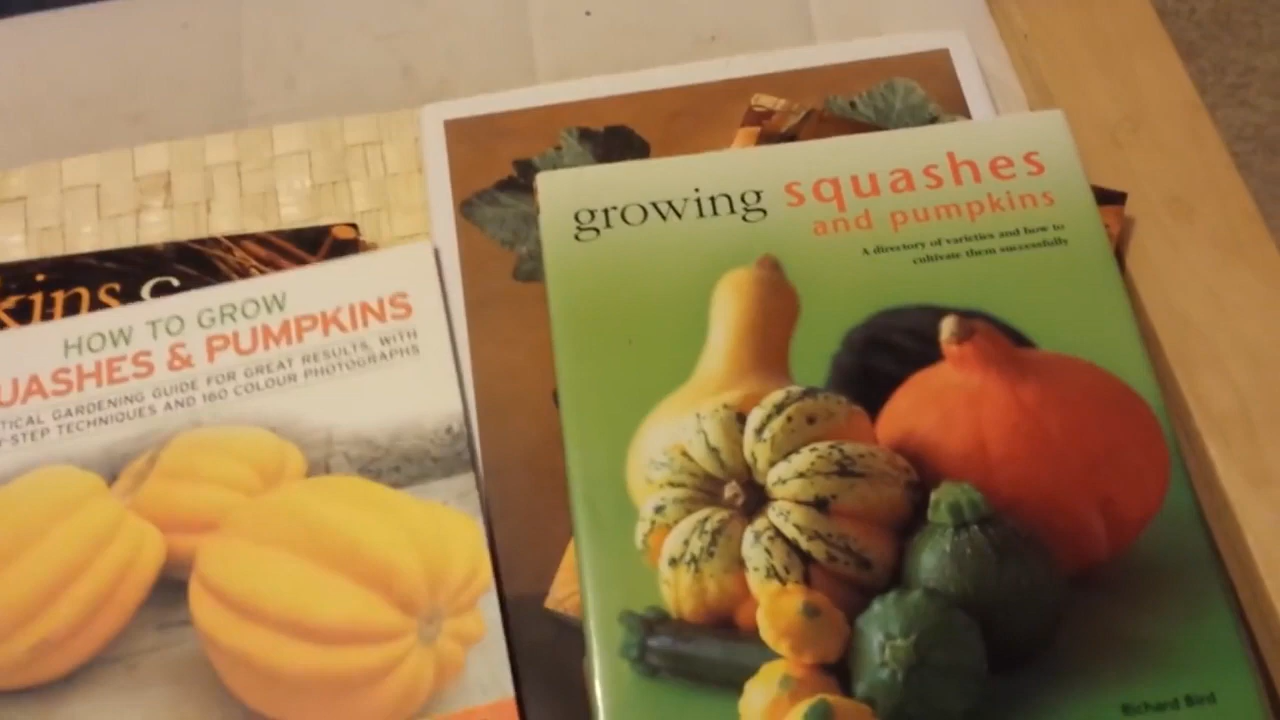 kins &
HOW TO GROW
UASHES & PUMPKINS
TICAL GARDENING GUIDE FOR GREAT RESULTS, WITH
-STEP TECHNIQUES AND 160 COLOUR PHOTOGRAPHS
growing squashes
and pumpkins
A directory of varieties and how to
cultivate them successfully
Richard Bird